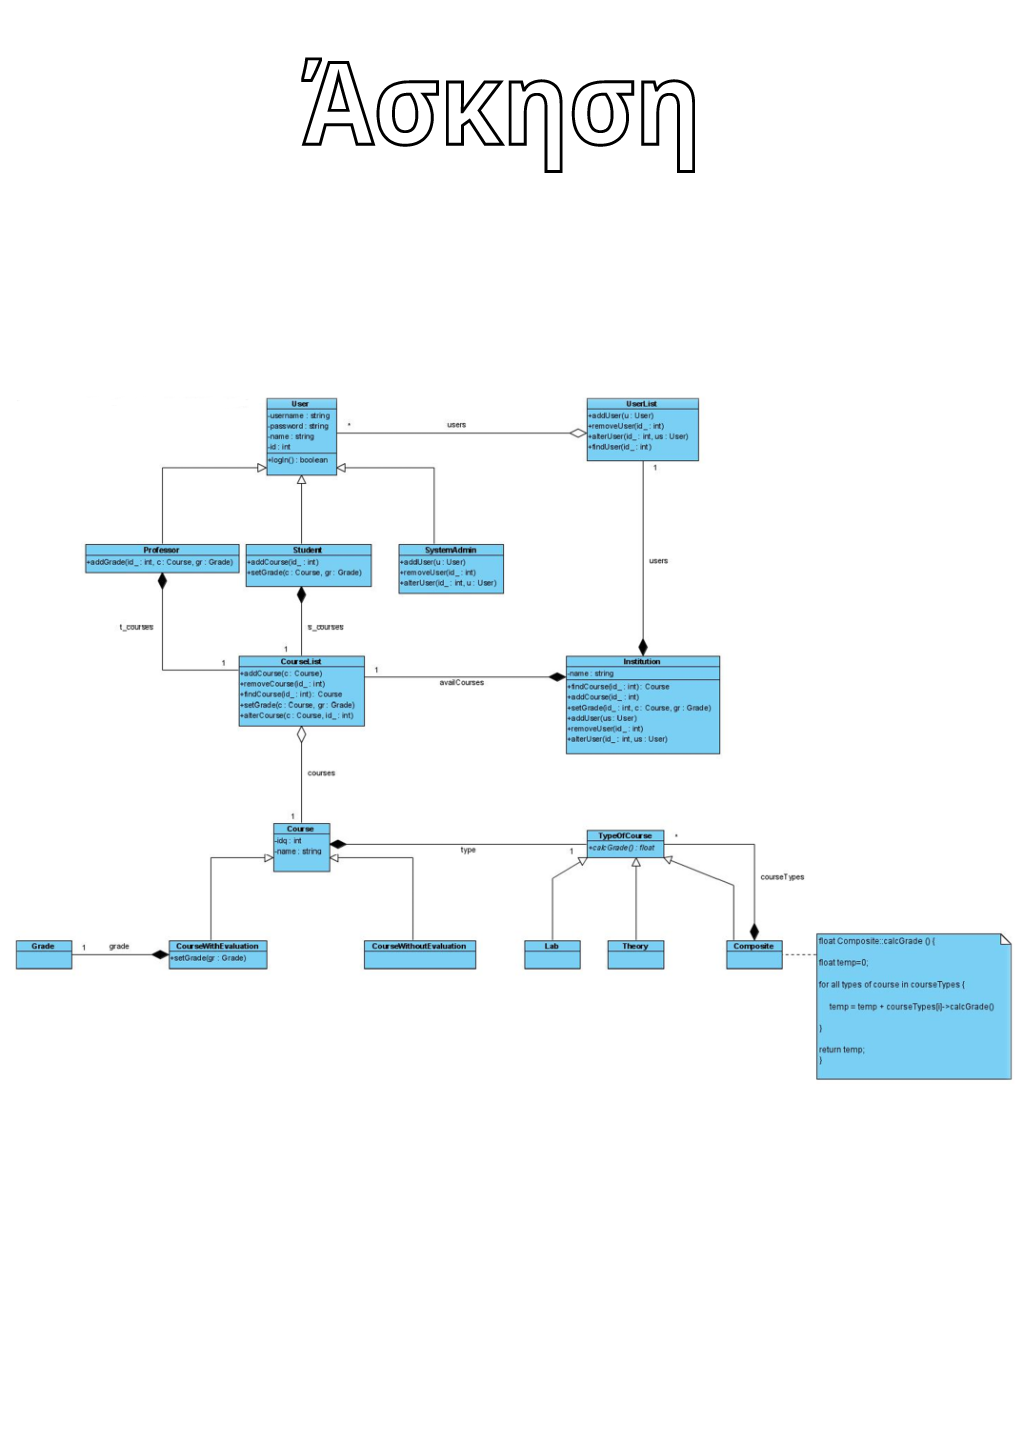 Άσκηση
User
-username : string
-password : string
-name : string
-id : int
+login() : boolean
*
users
UserList
+addUser(u : User)
+removeUser(id_ : int)
+alterUser(id_ : int, us : User)
+findUser(id_ : int)
1
users
Professor
+addGrade(id_ : int, c : Course, gr : Grade)
Student
+addCourse(id_ : int)
+setGrade(c : Course, gr : Grade)
SystemAdmin
+addUser(u : User)
+removeUser(id_ : int)
+alterUser(id_ : int, u : User)
t_courses
1
s_courses
1
CourseList
+addCourse(c : Course)
+removeCourse(id_ : int)
+findCourse(id_ : int) : Course
+setGrade(c : Course, gr : Grade)
+alterCourse(c : Course, id_ : int)
1
availCourses
Institution
-name : string
+findCourse(id_ : int) : Course
+addCourse(id_ : int)
+setGrade(id_ : int, c : Course, gr : Grade)
+addUser(us : User)
+removeUser(id_ : int)
+alterUser(id_ : int, us : User)
courses
1
Course
-idq : int
-name : string
type
1
TypeOfCourse
+calcGrade() : float
*
courseTypes
Grade
1
grade
CourseWithEvaluation
+setGrade(gr : Grade)
CourseWithoutEvaluation
Lab
Theory
Composite
float Composite::calcGrade () {
float temp=0;
for all types of course in courseTypes {
temp = temp + courseTypes[i]->calcGrade()
}
return temp;
}